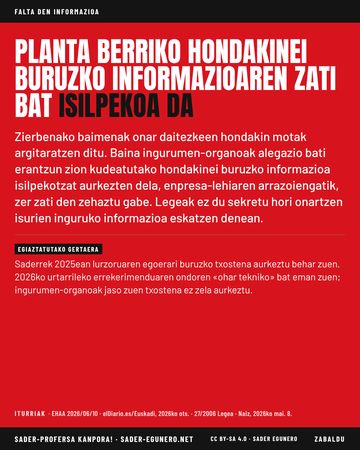 FALTA DEN INFORMAZIOA
PLANTA BERRIKO HONDAKINEI
BURUZKO INFORMAZIOAREN ZATI
BAT ISILPEKOA DA
Zierbenako baimenak onar daitezkeen hondakin motak
argitaratzen ditu. Baina ingurumen-organoak alegazio bati
erantzun zion kudeatutako hondakinei buruzko informazioa
isilpekotzat aurkezten dela, enpresa-lehiaren arrazoiengatik,
zer zati den zehaztu gabe. Legeak ez du sekretu hori onartzen
isurien inguruko informazioa eskatzen denean.
EGIAZTATUTAKO GERTAERA
Saderrek 2025ean lurzoruaren egoerari buruzko txostena aurkeztu behar zuen.
2026ko urtarrileko errekerimenduaren ondoren «ohar tekniko» bat eman zuen;
ingurumen-organoak jaso zuen txostena ez zela aurkeztu.
ITURRIAK · EHAA 2026/06/10 · elDiario.es/Euskadi, 2026ko ots. · 27/2006 Legea · Naiz, 2026ko mai. 8.
SADER-PROFERSA KANPORA! · SADER-EGUNERO.NET CC BY-SA 4.0 · SADER EGUNERO ZABALDU